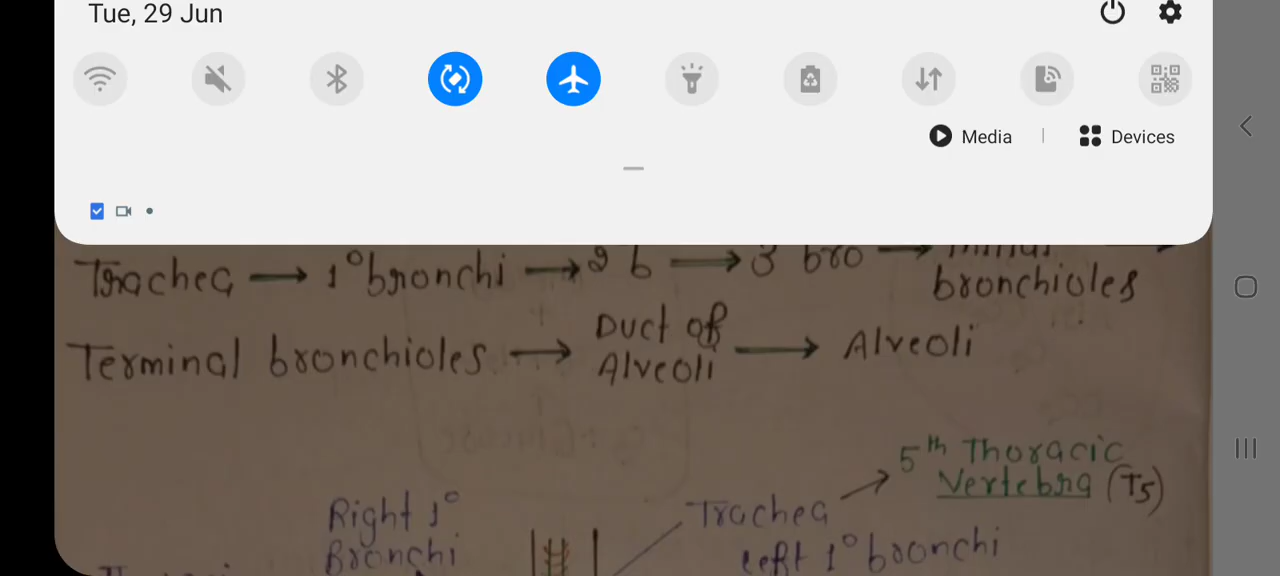 Tue, 29 Jun
Media | Devices
Trachea → 1° bronchi → 2° b → 3° bro →
bronchioles
Terminal bronchioles → Duct of Alveoli → Alveoli
5th Thoracic
Vertebra (T5)
Right 1°
Bronchi
Trachea
left 1° bronchi